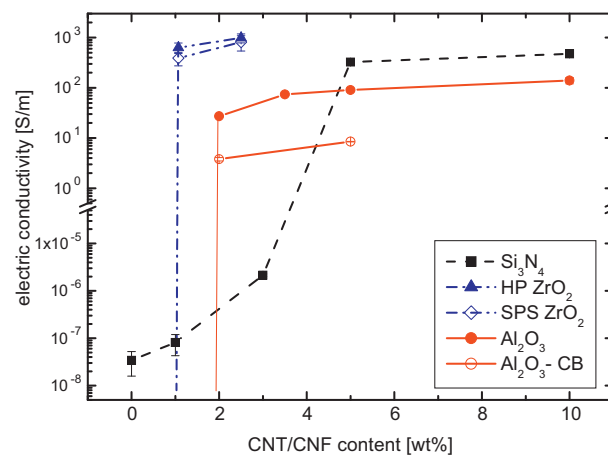 electric conductivity [S/m]
10³
10²
10¹
10⁰
1x10⁻⁵
10⁻⁶
10⁻⁷
10⁻⁸
Si₃N₄
HP ZrO₂
SPS ZrO₂
Al₂O₃
Al₂O₃- CB
0 2 4 6 8 10
CNT/CNF content [wt%]